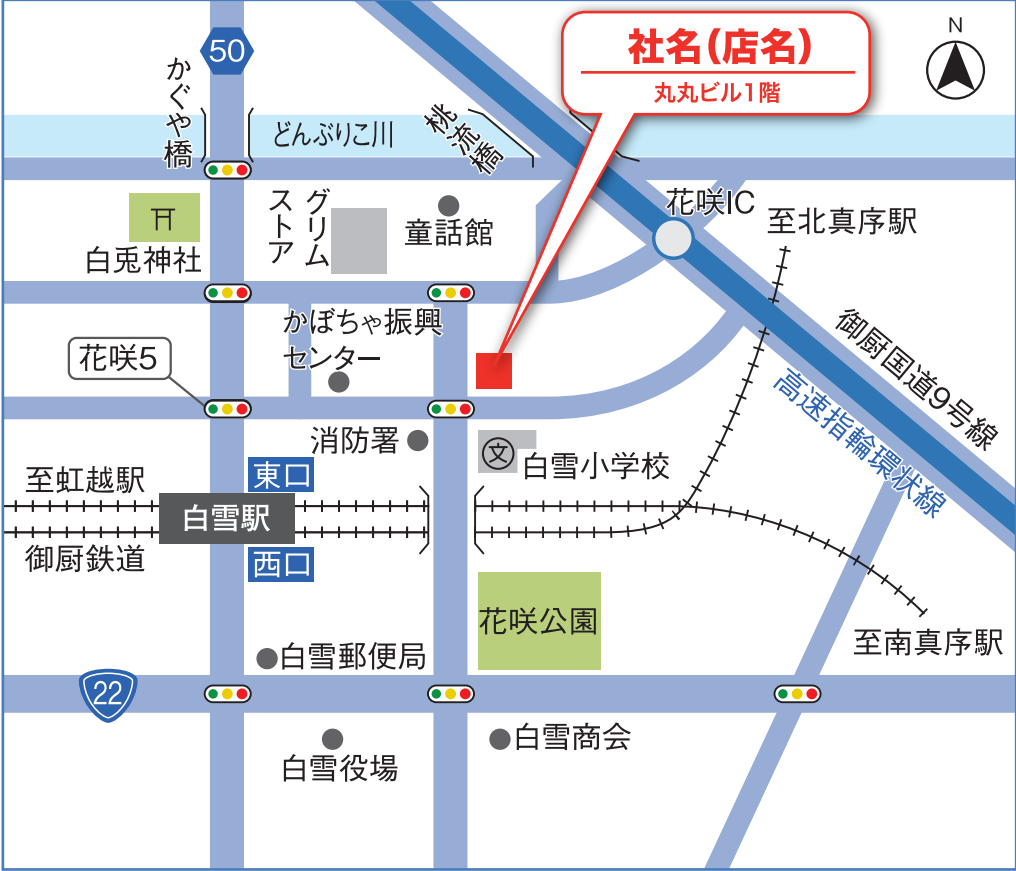 50
社名(店名)
丸丸ビル1階
N
かぐや橋
どんぶりこ川
桃流橋
花咲IC
至北真序駅
白兎神社
グリム
ストア
童話館
かぼちゃ振興
センター
花咲5
御厨国道9号線
高速指輪環状線
消防署
文
白雪小学校
至虹越駅
東口
白雪駅
御厨鉄道
西口
花咲公園
至南真序駅
白雪郵便局
22
白雪役場
白雪商会